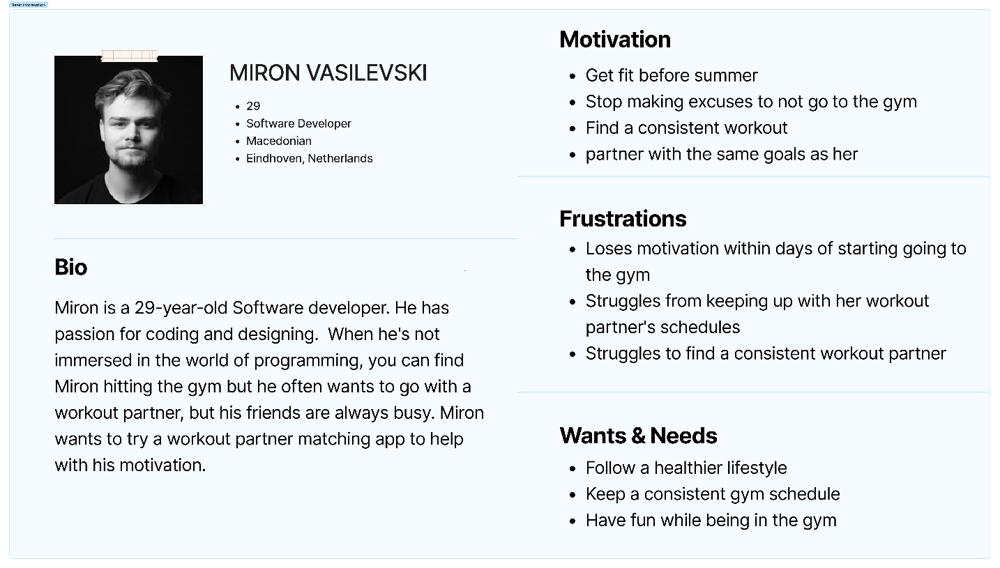 Basic information
MIRON VASILEVSKI
• 29
• Software Developer
• Macedonian
• Eindhoven, Netherlands
Bio
Miron is a 29-year-old Software developer. He has
passion for coding and designing.  When he's not
immersed in the world of programming, you can find
Miron hitting the gym but he often wants to go with a
workout partner, but his friends are always busy. Miron
wants to try a workout partner matching app to help
with his motivation.
Motivation
• Get fit before summer
• Stop making excuses to not go to the gym
• Find a consistent workout
• partner with the same goals as her
Frustrations
• Loses motivation within days of starting going to
the gym
• Struggles from keeping up with her workout
partner's schedules
• Struggles to find a consistent workout partner
Wants & Needs
• Follow a healthier lifestyle
• Keep a consistent gym schedule
• Have fun while being in the gym